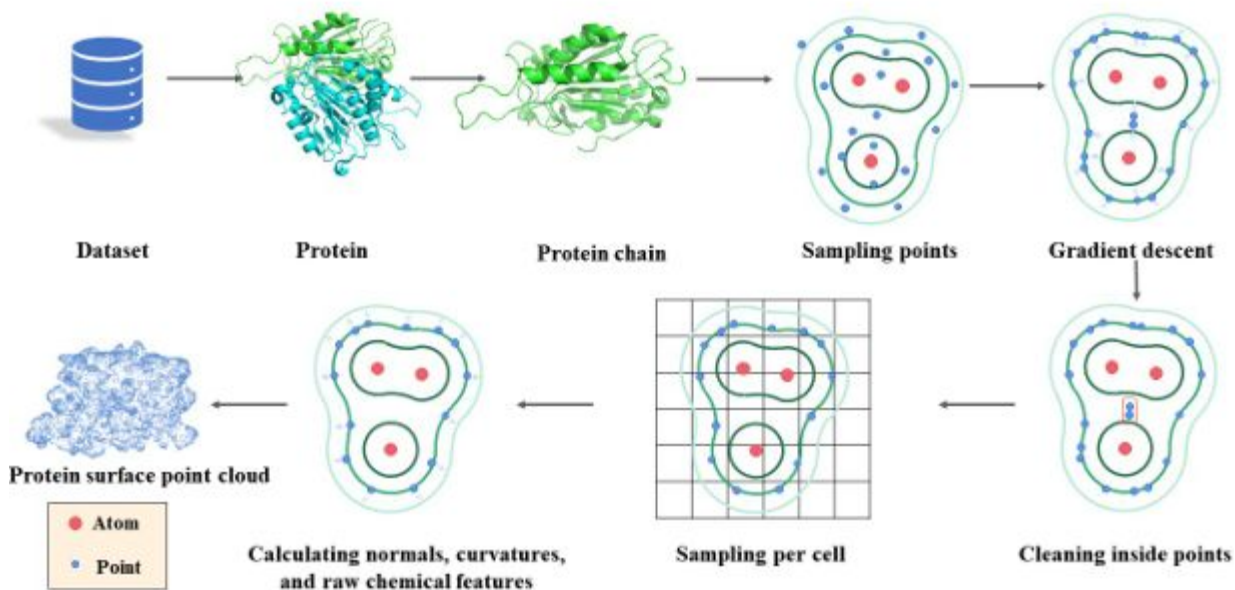 Dataset
Protein
Protein chain
Sampling points
Gradient descent
Protein surface point cloud
Atom
Point
Calculating normals, curvatures,
and raw chemical features
Sampling per cell
Cleaning inside points